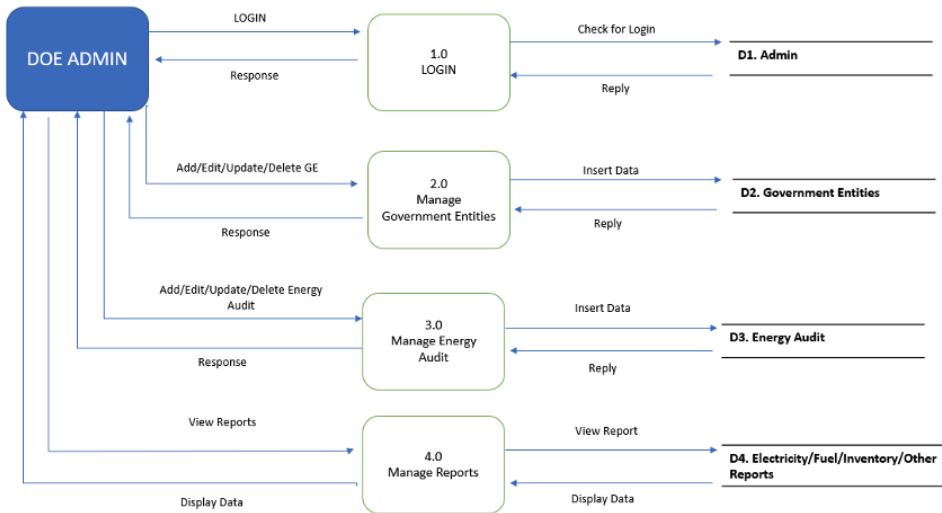 LOGIN
DOE ADMIN
Response
1.0
LOGIN
Check for Login
Reply
D1. Admin
Add/Edit/Update/Delete GE
Response
2.0
Manage
Government Entities
Insert Data
Reply
D2. Government Entities
Add/Edit/Update/Delete Energy
Audit
Response
3.0
Manage Energy
Audit
Insert Data
Reply
D3. Energy Audit
View Reports
Display Data
4.0
Manage Reports
View Report
Display Data
D4. Electricity/Fuel/Inventory/Other
Reports